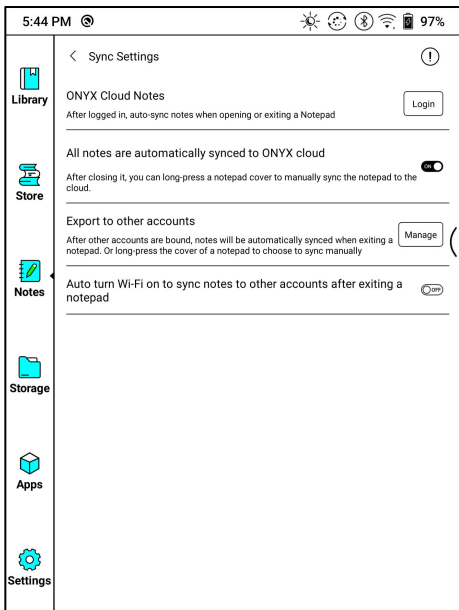 5:44 PM
97%
Sync Settings
Library
ONYX Cloud Notes
Login
After logged in, auto-sync notes when opening or exiting a Notepad
All notes are automatically synced to ONYX cloud
ON
After closing it, you can long-press a notepad cover to manually sync the notepad to the
cloud.
Store
Export to other accounts
Manage
After other accounts are bound, notes will be automatically synced when exiting a
notepad. Or long-press the cover of a notepad to choose to sync manually
Auto turn Wi-Fi on to sync notes to other accounts after exiting a
notepad
OFF
Notes
Storage
Apps
Settings